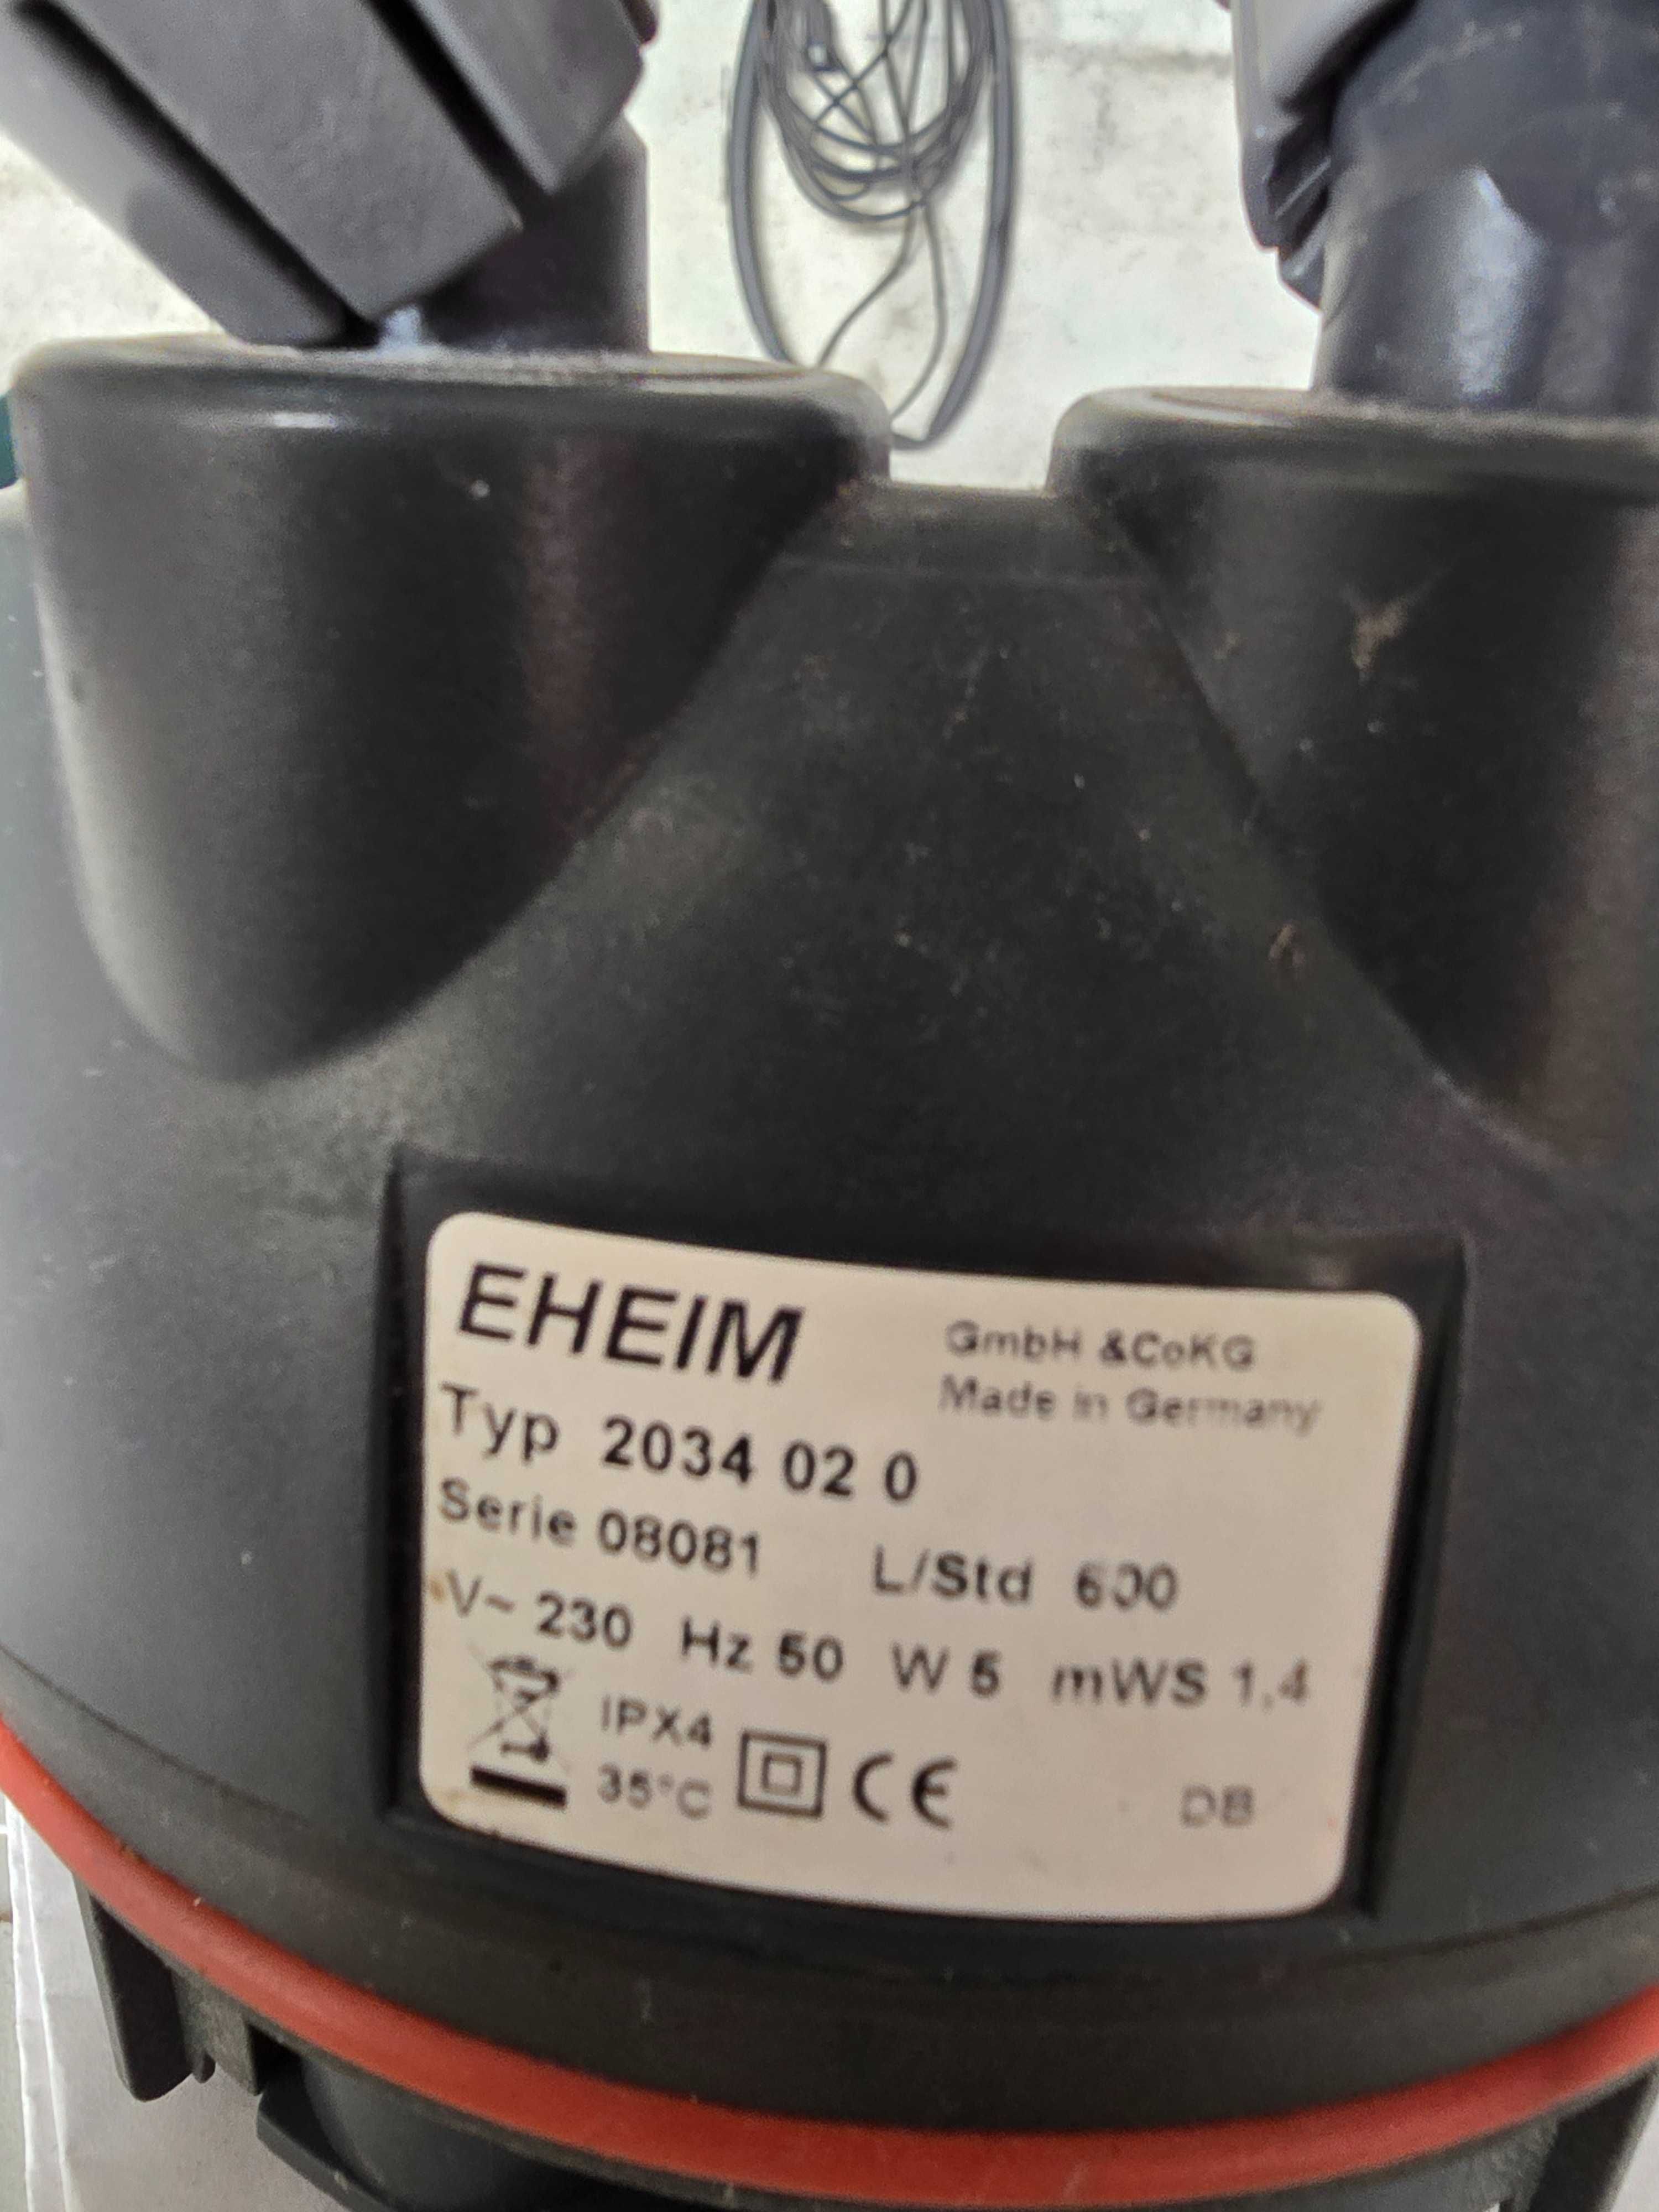 EHEIM GmbH &CoKG
Made in Germany
Typ 2034 02 0
Serie 08081 L/Std 600
V~ 230 Hz 50 W 5 mWS 1,4
IPX4
35°C CE DB